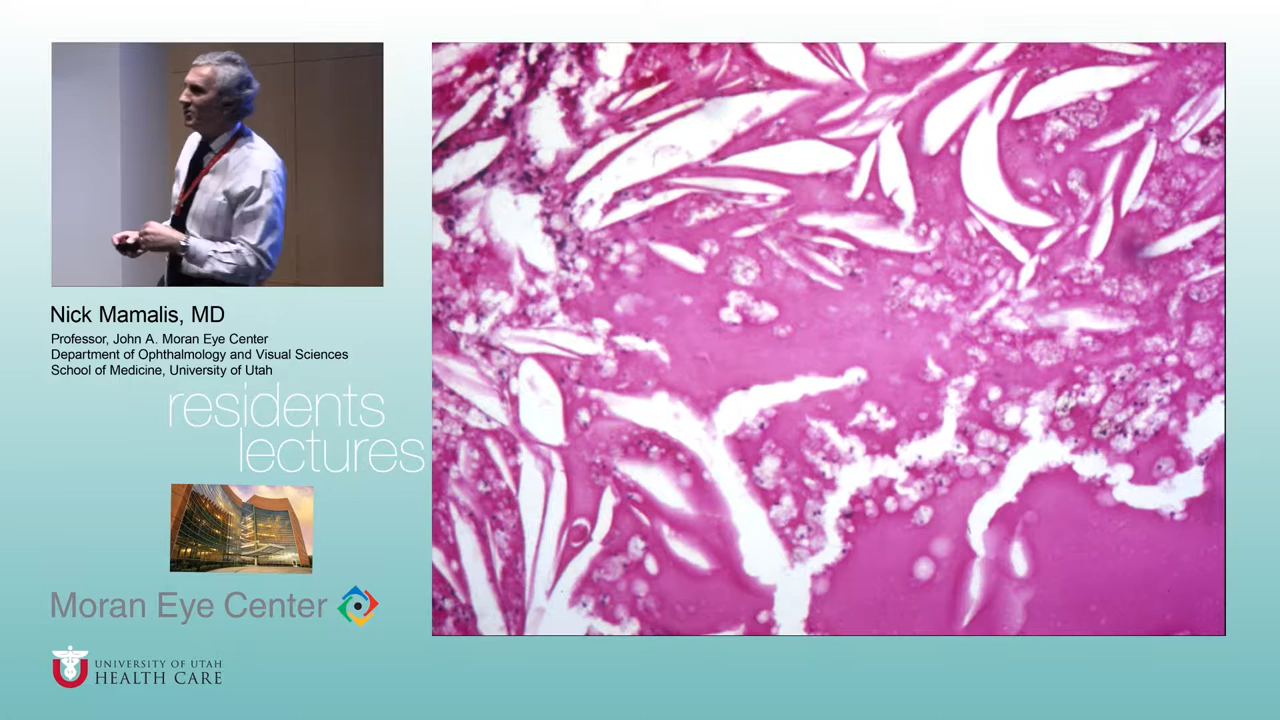 Nick Mamalis, MD
Professor, John A. Moran Eye Center
Department of Ophthalmology and Visual Sciences
School of Medicine, University of Utah
residents
lectures
Moran Eye Center
UNIVERSITY OF UTAH
HEALTH CARE